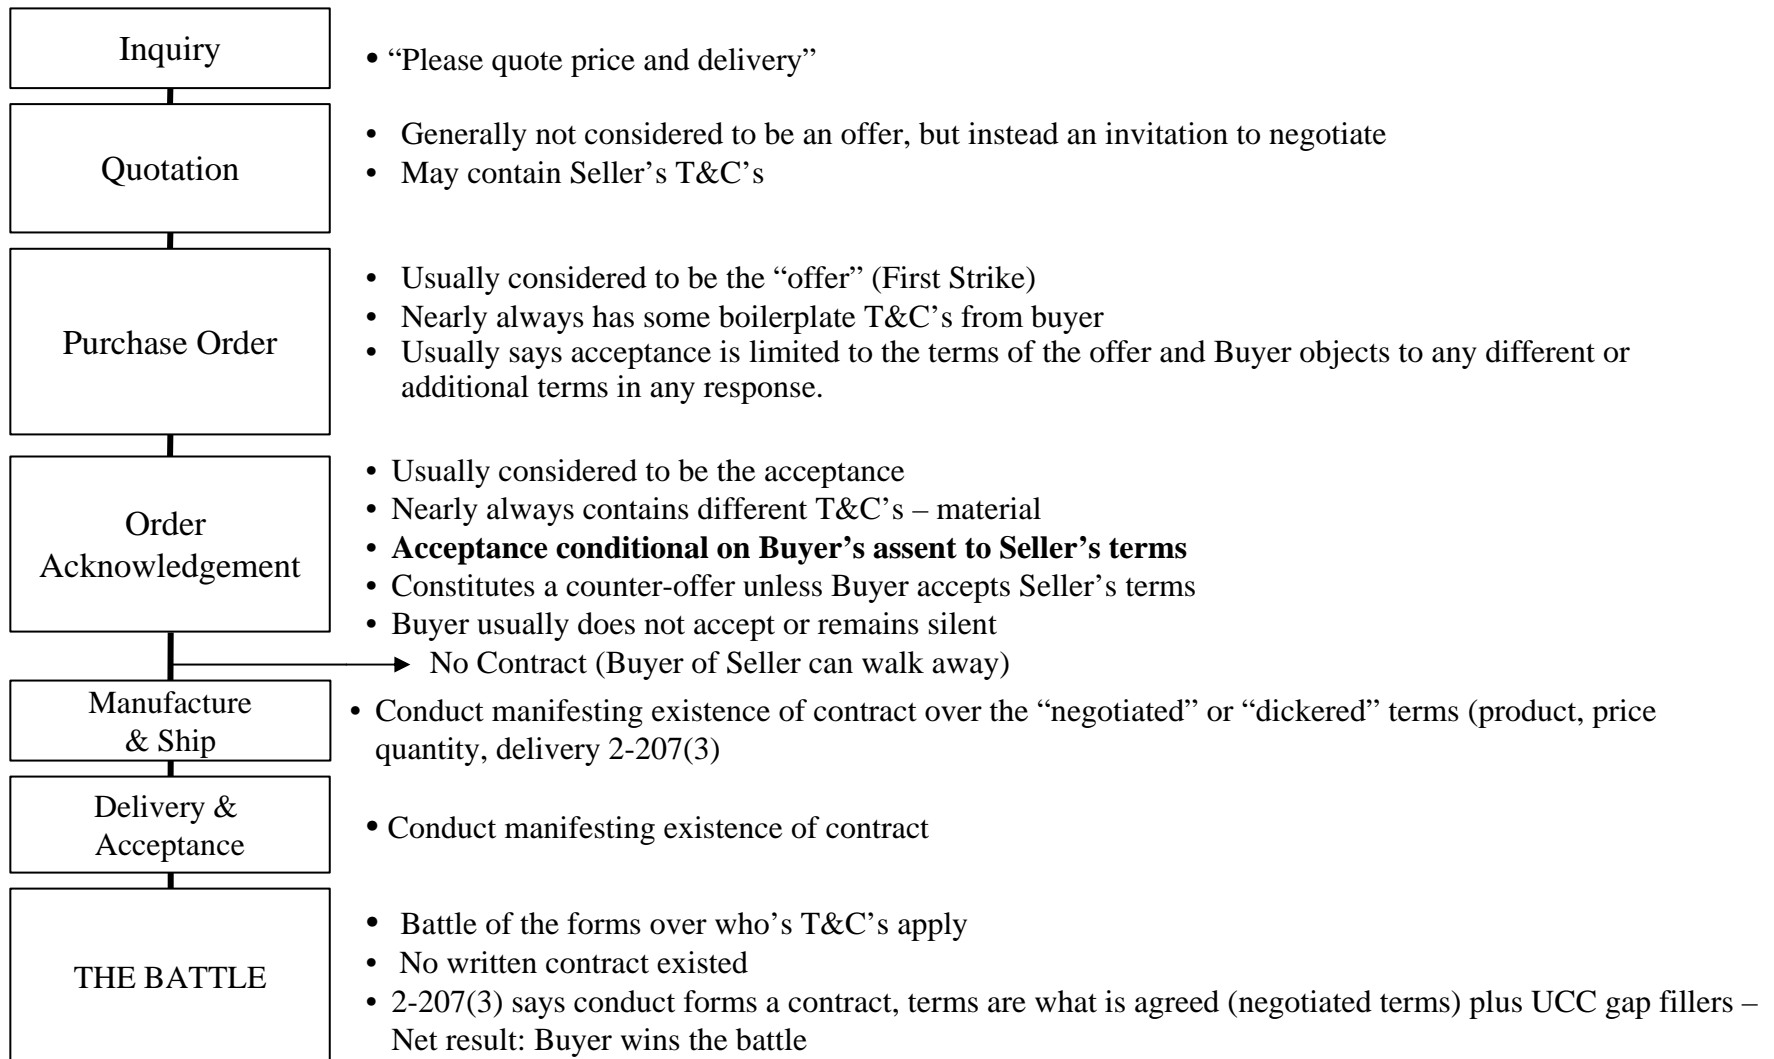 Inquiry
• “Please quote price and delivery”
Quotation
• Generally not considered to be an offer, but instead an invitation to negotiate
• May contain Seller’s T&C’s
Purchase Order
• Usually considered to be the “offer” (First Strike)
• Nearly always has some boilerplate T&C’s from buyer
• Usually says acceptance is limited to the terms of the offer and Buyer objects to any different or
additional terms in any response.
Order
Acknowledgement
• Usually considered to be the acceptance
• Nearly always contains different T&C’s – material
• Acceptance conditional on Buyer’s assent to Seller’s terms
• Constitutes a counter-offer unless Buyer accepts Seller’s terms
• Buyer usually does not accept or remains silent
No Contract (Buyer of Seller can walk away)
Manufacture
& Ship
• Conduct manifesting existence of contract over the “negotiated” or “dickered” terms (product, price
quantity, delivery 2-207(3)
Delivery &
Acceptance
• Conduct manifesting existence of contract
THE BATTLE
• Battle of the forms over who’s T&C’s apply
• No written contract existed
• 2-207(3) says conduct forms a contract, terms are what is agreed (negotiated terms) plus UCC gap fillers –
Net result: Buyer wins the battle